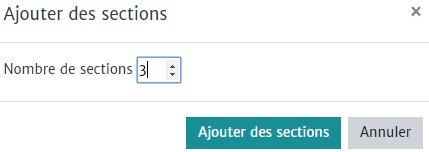 Ajouter des sections ×
Nombre de sections 3
Ajouter des sections Annuler